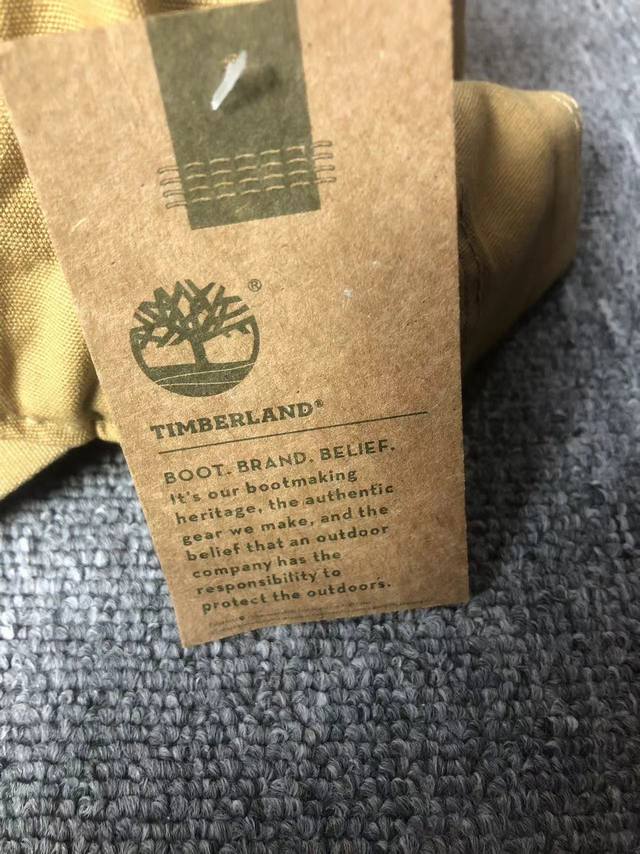 ®
TIMBERLAND®
BOOT. BRAND. BELIEF.
It's our bootmaking
heritage, the authentic
gear we make, and the
belief that an outdoor
company has the
responsibility to
protect the outdoors.